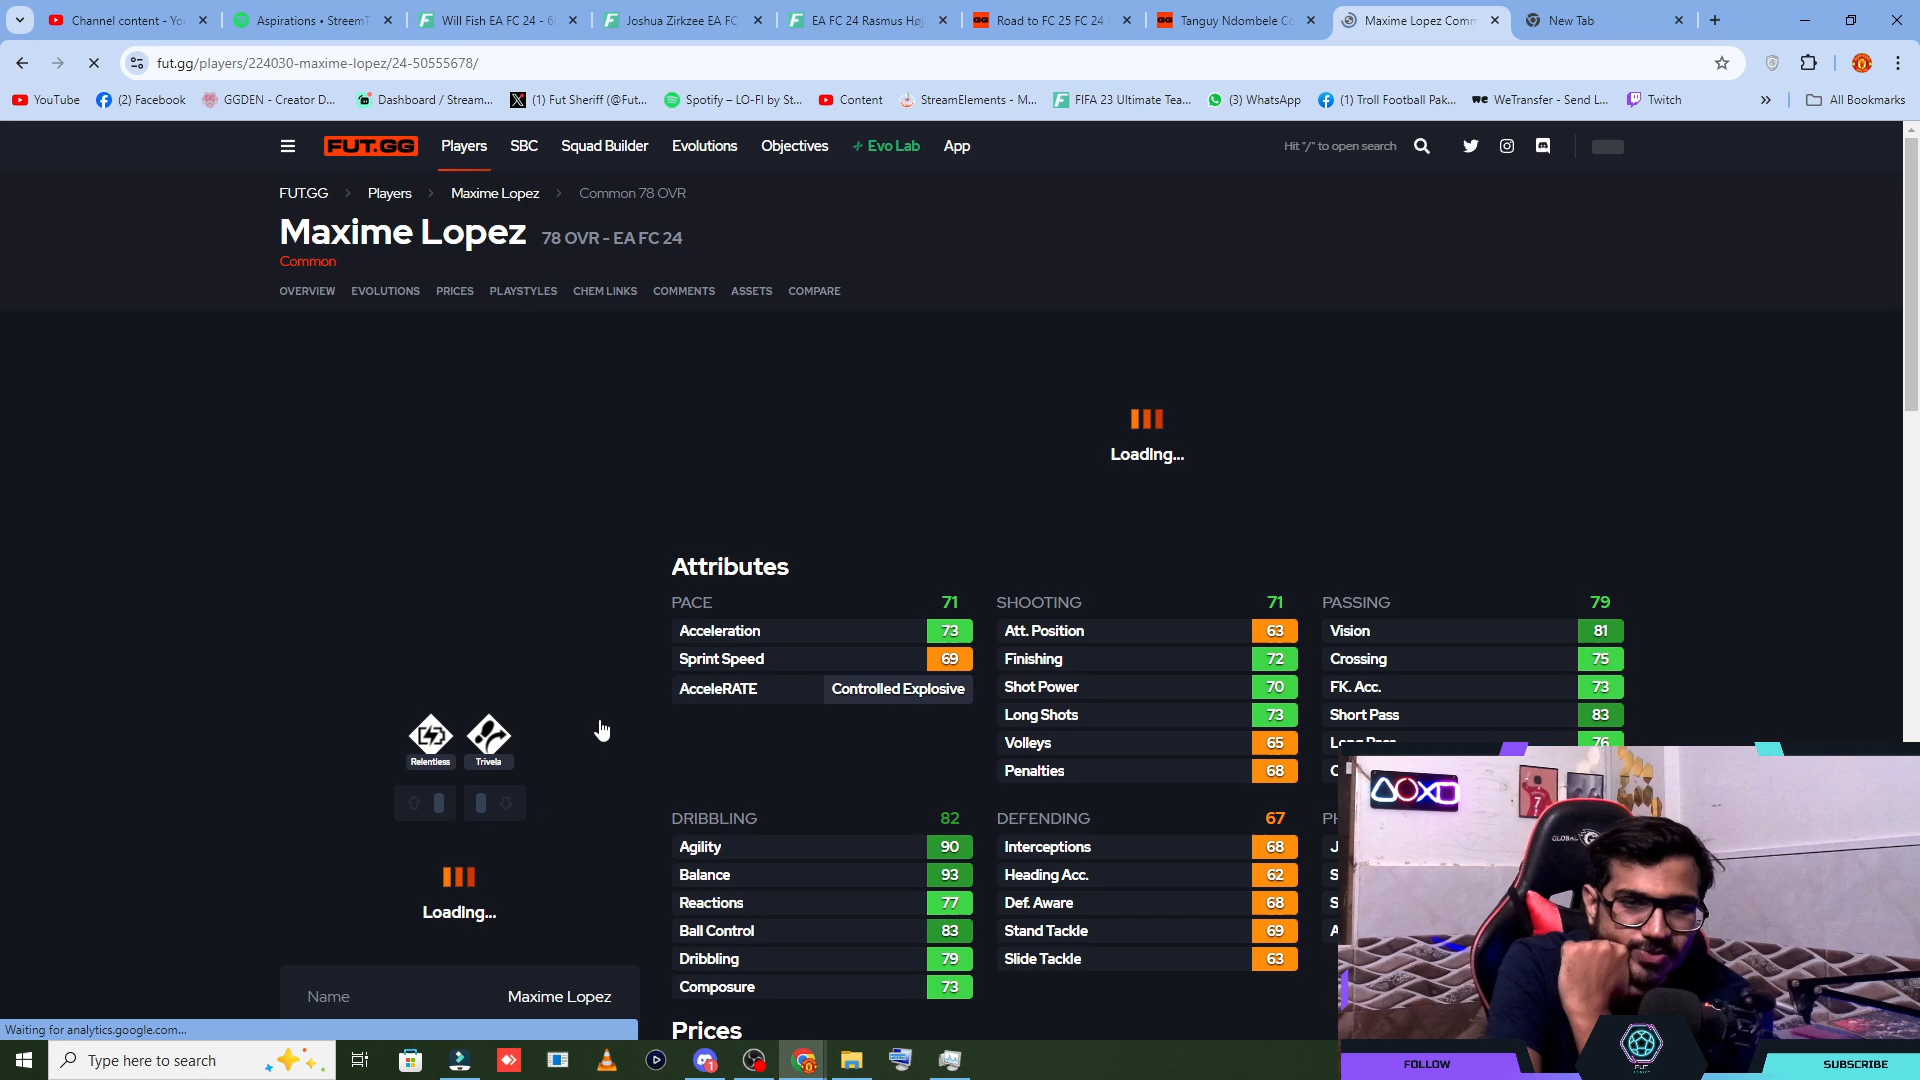 Channel content - Yo
Aspirations • StreemT
Will Fish EA FC 24 - 6
Joshua Zirkzee EA FC
EA FC 24 Rasmus Høj
Road to FC 25 FC 24
Tanguy Ndombele Co
Maxime Lopez Comm
New Tab
fut.gg/players/224030-maxime-lopez/24-50555678/
YouTube
(2) Facebook
GGDEN - Creator D...
Dashboard / Stream...
(1) Fut Sheriff (@Fut...
Spotify – LO-FI by St...
Content
StreamElements - M...
FIFA 23 Ultimate Tea...
(3) WhatsApp
(1) Troll Football Pak...
WeTransfer - Send L...
Twitch
All Bookmarks
FUT.GG
Players
SBC
Squad Builder
Evolutions
Objectives
Evo Lab
App
Hit "/" to open search
FUT.GG > Players > Maxime Lopez > Common 78 OVR
Maxime Lopez 78 OVR - EA FC 24
Common
OVERVIEW EVOLUTIONS PRICES PLAYSTYLES CHEM LINKS COMMENTS ASSETS COMPARE
Loading...
Relentless
Trivela
Loading...
Name Maxime Lopez
Attributes
PACE 71
Acceleration 73
Sprint Speed 69
AcceleRATE Controlled Explosive
SHOOTING 71
Att. Position 63
Finishing 72
Shot Power 70
Long Shots 73
Volleys 65
Penalties 68
PASSING 79
Vision 81
Crossing 75
FK. Acc. 73
Short Pass 83
Long Pass 76
C
DRIBBLING 82
Agility 90
Balance 93
Reactions 77
Ball Control 83
Dribbling 79
Composure 73
DEFENDING 67
Interceptions 68
Heading Acc. 62
Def. Aware 68
Stand Tackle 69
Slide Tackle 63
PH
J
S
S
A
Prices
Waiting for analytics.google.com...
Type here to search
GLOBAL
7
FOLLOW
FUT
SUBSCRIBE